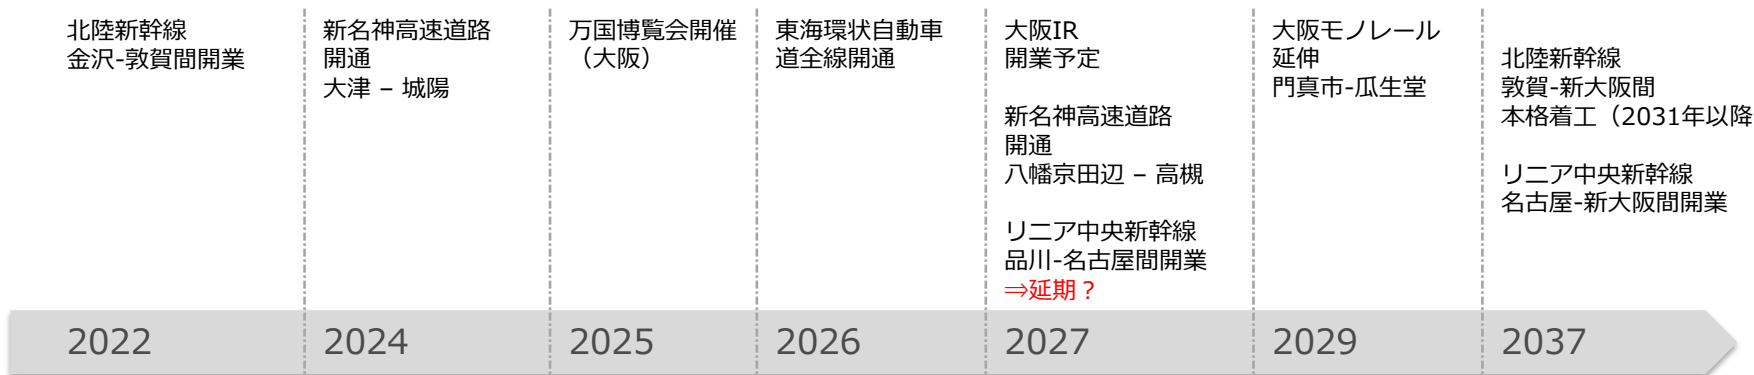 北陸新幹線
金沢-敦賀間開業
新名神高速道路
開通
大津 – 城陽
万国博覧会開催
（大阪）
東海環状自動車
道全線開通
大阪IR
開業予定
新名神高速道路
開通
八幡京田辺 – 高槻
リニア中央新幹線
品川-名古屋間開業
⇒延期？
大阪モノレール
延伸
門真市-瓜生堂
北陸新幹線
敦賀-新大阪間
本格着工（2031年以降
リニア中央新幹線
名古屋-新大阪間開業
2022
2024
2025
2026
2027
2029
2037